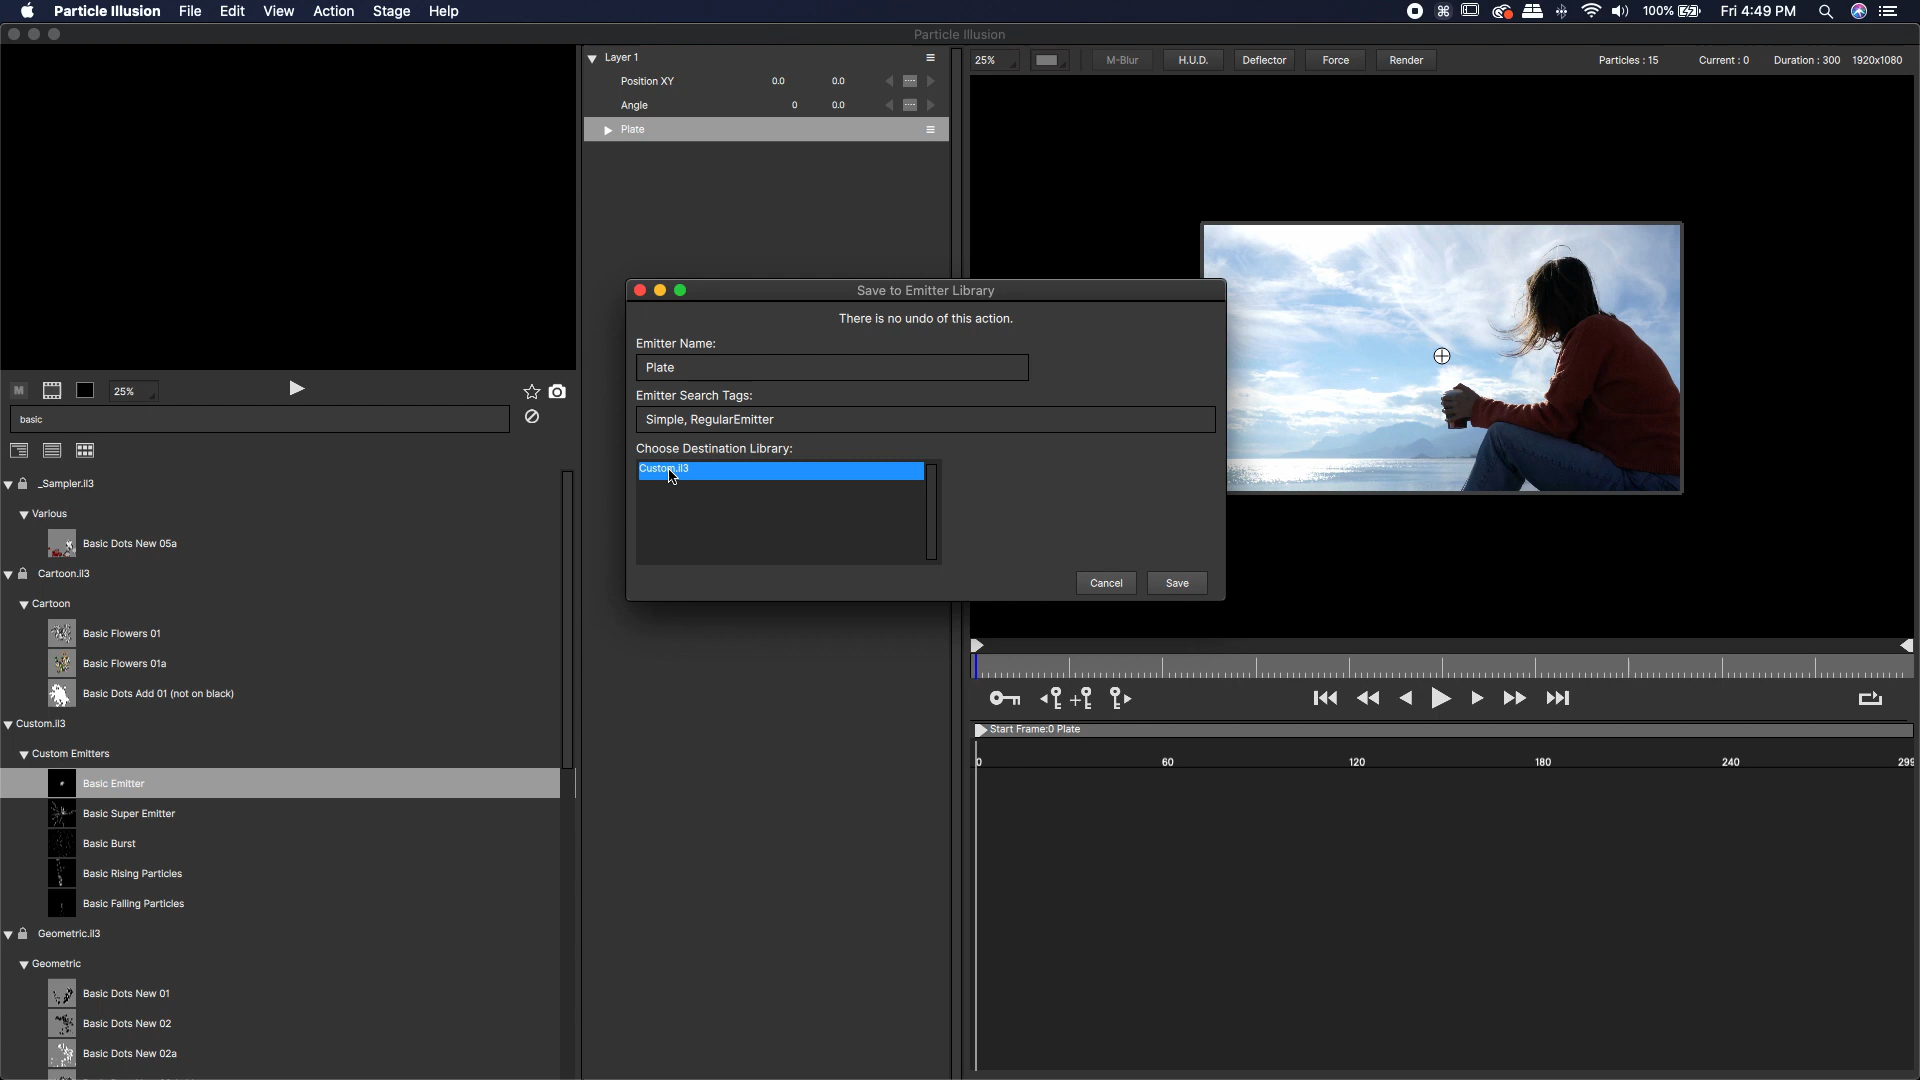 Particle Illusion File Edit View Action Stage Help 100% Fri 4:49 PM
Particle Illusion
Layer 1
Position XY 0.0 0.0
Angle 0 0.0
Plate
25% M-Blur H.U.D. Deflector Force Render Particles : 15 Current : 0 Duration : 300 1920x1080
Save to Emitter Library
There is no undo of this action.
Emitter Name:
Plate
Emitter Search Tags:
Simple, RegularEmitter
Choose Destination Library:
Custom.il3
Cancel Save
M 25%
basic
_Sampler.il3
Various
Basic Dots New 05a
Cartoon.il3
Cartoon
Basic Flowers 01
Basic Flowers 01a
Basic Dots Add 01 (not on black)
Custom.il3
Custom Emitters
Basic Emitter
Basic Super Emitter
Basic Burst
Basic Rising Particles
Basic Falling Particles
Geometric.il3
Geometric
Basic Dots New 01
Basic Dots New 02
Basic Dots New 02a
Start Frame:0 Plate
0 60 120 180 240 299